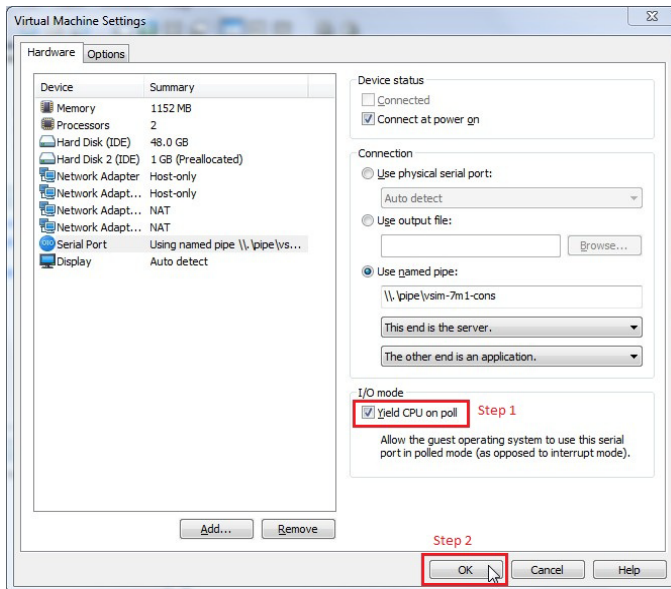 Virtual Machine Settings
Hardware
Options
Device Summary
Memory 1152 MB
Processors 2
Hard Disk (IDE) 48.0 GB
Hard Disk 2 (IDE) 1 GB (Preallocated)
Network Adapter Host-only
Network Adapt... Host-only
Network Adapt... NAT
Network Adapt... NAT
Serial Port Using named pipe \\.\pipe\vs...
Display Auto detect
Add...
Remove
Device status
Connected
Connect at power on
Connection
Use physical serial port:
Auto detect
Use output file:
Browse...
Use named pipe:
\\.\pipe\vsim-7m1-cons
This end is the server.
The other end is an application.
I/O mode
Yield CPU on poll
Step 1
Allow the guest operating system to use this serial
port in polled mode (as opposed to interrupt mode).
Step 2
OK
Cancel
Help